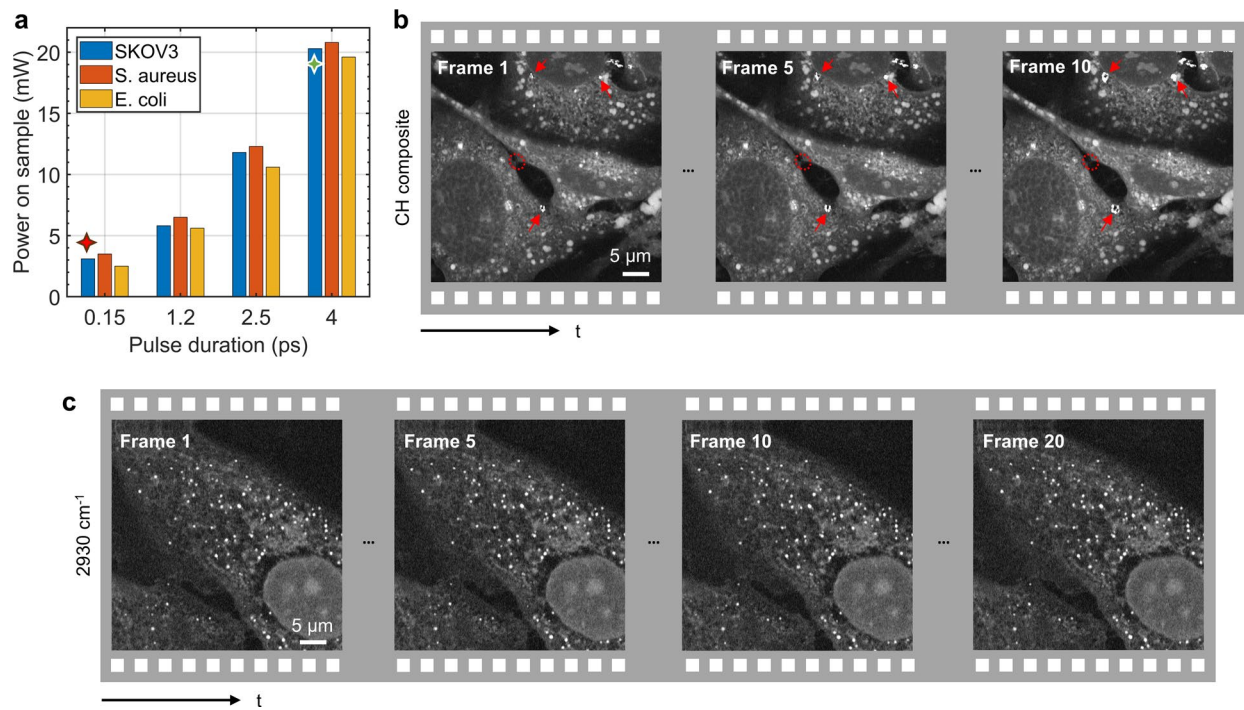 a
Power on sample (mW)
20
15
10
5
0
SKOV3
S. aureus
E. coli
0.15 1.2 2.5 4
Pulse duration (ps)
b
CH composite
Frame 1
Frame 5
Frame 10
...
...
5 µm
t
c
2930 cm⁻¹
Frame 1
Frame 5
Frame 10
Frame 20
...
...
...
5 µm
t